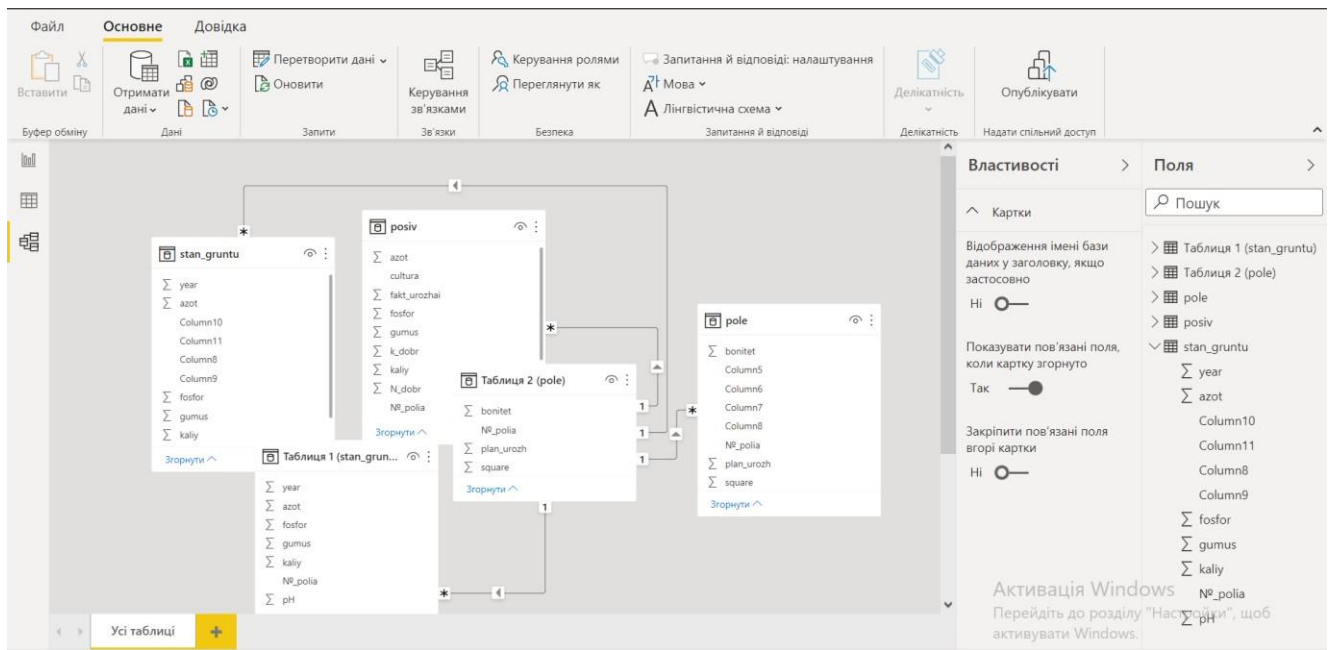 Файл Основне Довідка
Вставити
Отримати
дані
Перетворити дані
Оновити
Керування
зв'язками
Керування ролями
Переглянути як
Запитання й відповіді: налаштування
Мова
Лінгвістична схема
Делікатність
Опублікувати
Буфер обміну Дані Запити Зв'язки Безпека Запитання й відповіді Делікатність Надати спільний доступ
stan_gruntu
year
azot
Column10
Column11
Column8
Column9
fosfor
gumus
kaliy
Згорнути
posiv
azot
cultura
fakt_urozhai
fosfor
gumus
k_dobr
kaliy
N_dobr
№_polia
Згорнути
Таблиця 1 (stan_grun...
year
azot
fosfor
gumus
kaliy
№_polia
pH
Таблиця 2 (pole)
bonitet
№_polia
plan_urozh
square
Згорнути
pole
bonitet
Column5
Column6
Column7
Column8
№_polia
plan_urozh
square
Згорнути
*
*
*
*
1
1
1
1
Властивості
Картки
Відображення імені бази
даних у заголовку, якщо
застосовно
Ні
Показувати пов'язані поля,
коли картку згорнуто
Так
Закріпити пов'язані поля
вгорі картки
Ні
Поля
Пошук
Таблиця 1 (stan_gruntu)
Таблиця 2 (pole)
pole
posiv
stan_gruntu
year
azot
Column10
Column11
Column8
Column9
fosfor
gumus
kaliy
№_polia
pH
Активація Windows
Перейдіть до розділу "Настройки", щоб
активувати Windows.
Усі таблиці